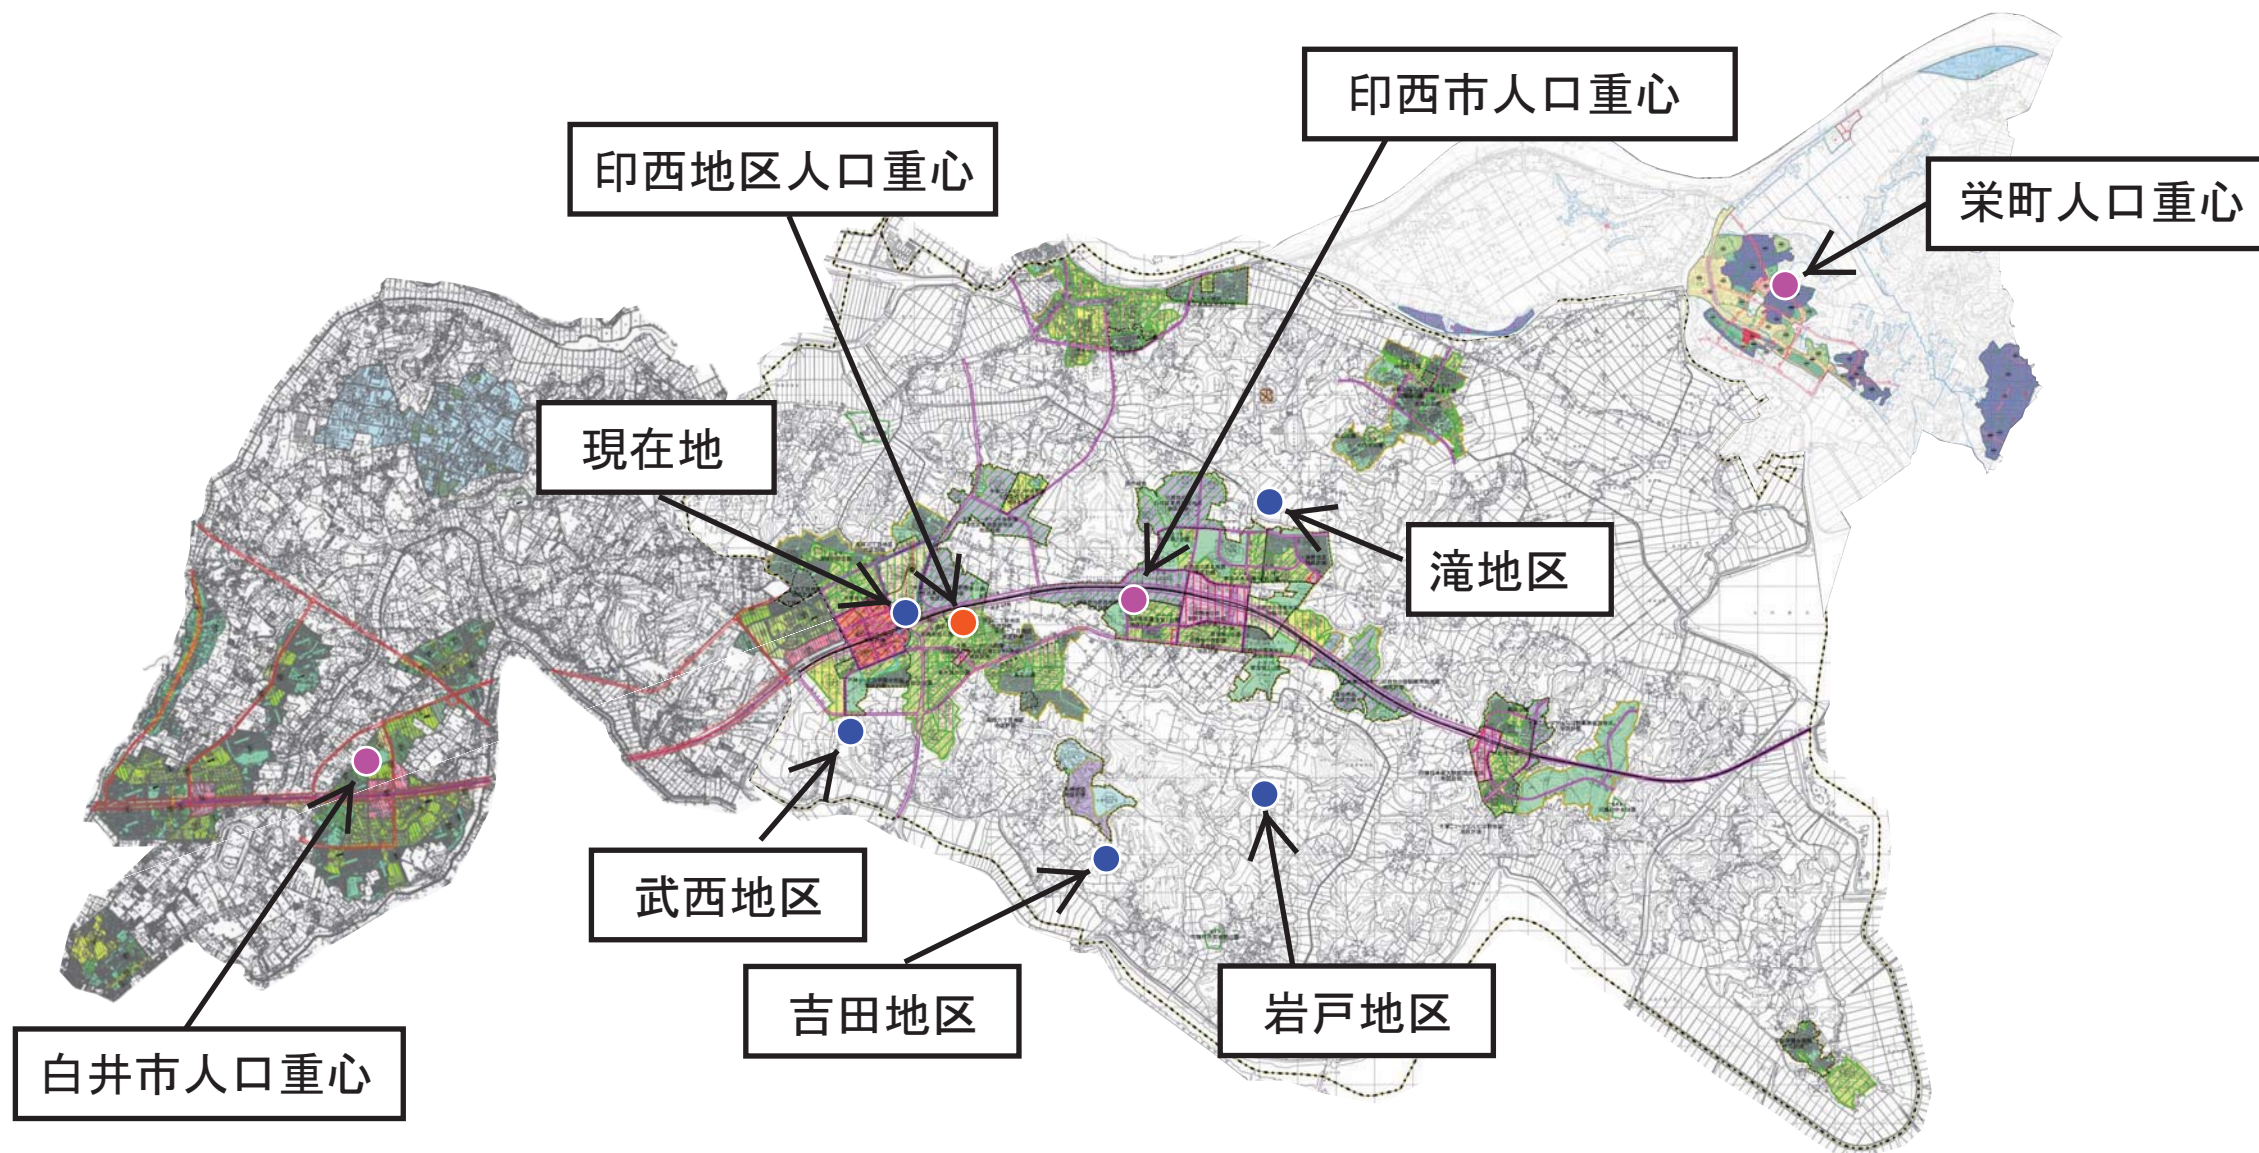 印西市人口重心
印西地区人口重心
栄町人口重心
現在地
滝地区
武西地区
吉田地区
岩戸地区
白井市人口重心